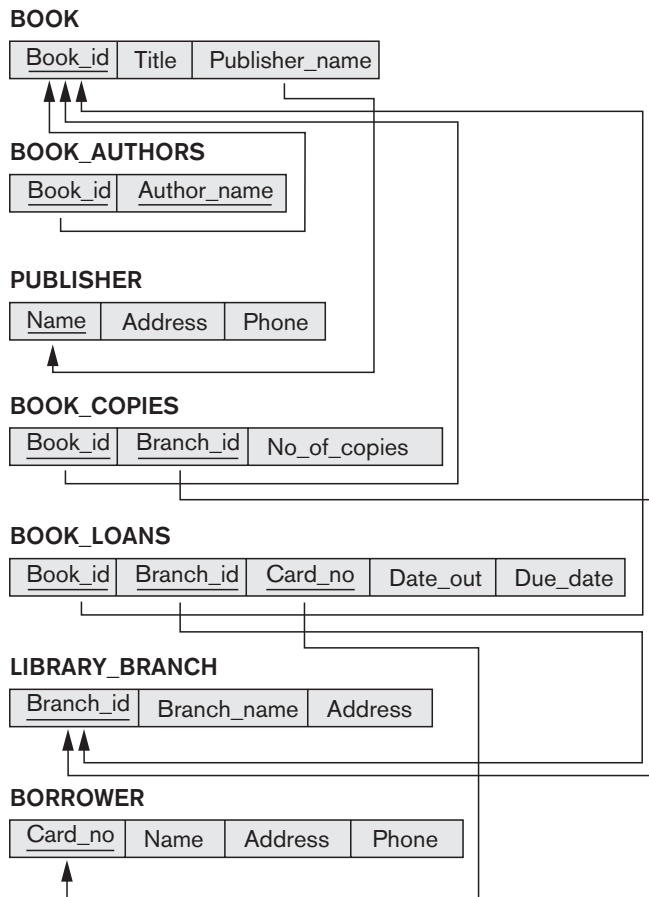 BOOK
Book_id Title Publisher_name
BOOK_AUTHORS
Book_id Author_name
PUBLISHER
Name Address Phone
BOOK_COPIES
Book_id Branch_id No_of_copies
BOOK_LOANS
Book_id Branch_id Card_no Date_out Due_date
LIBRARY_BRANCH
Branch_id Branch_name Address
BORROWER
Card_no Name Address Phone